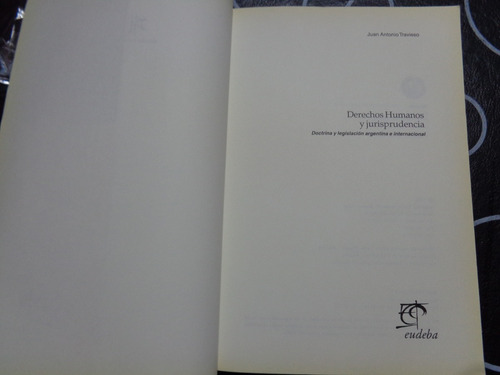 Juan Antonio Travieso
Derechos Humanos
y jurisprudencia
Doctrina y legislación argentina e internacional
eudeba